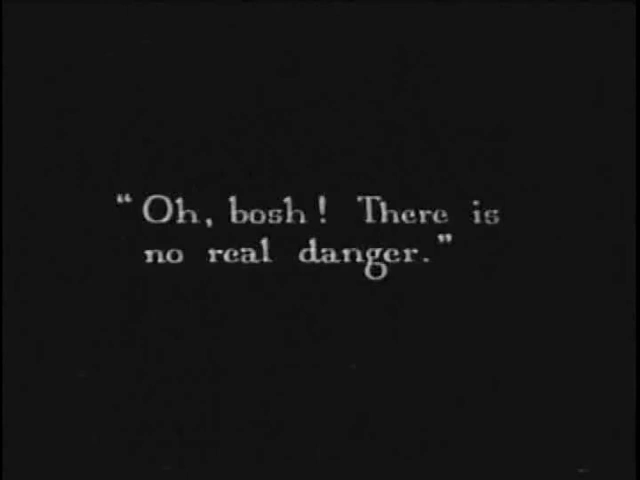 “Oh, bosh! There is
no real danger.”